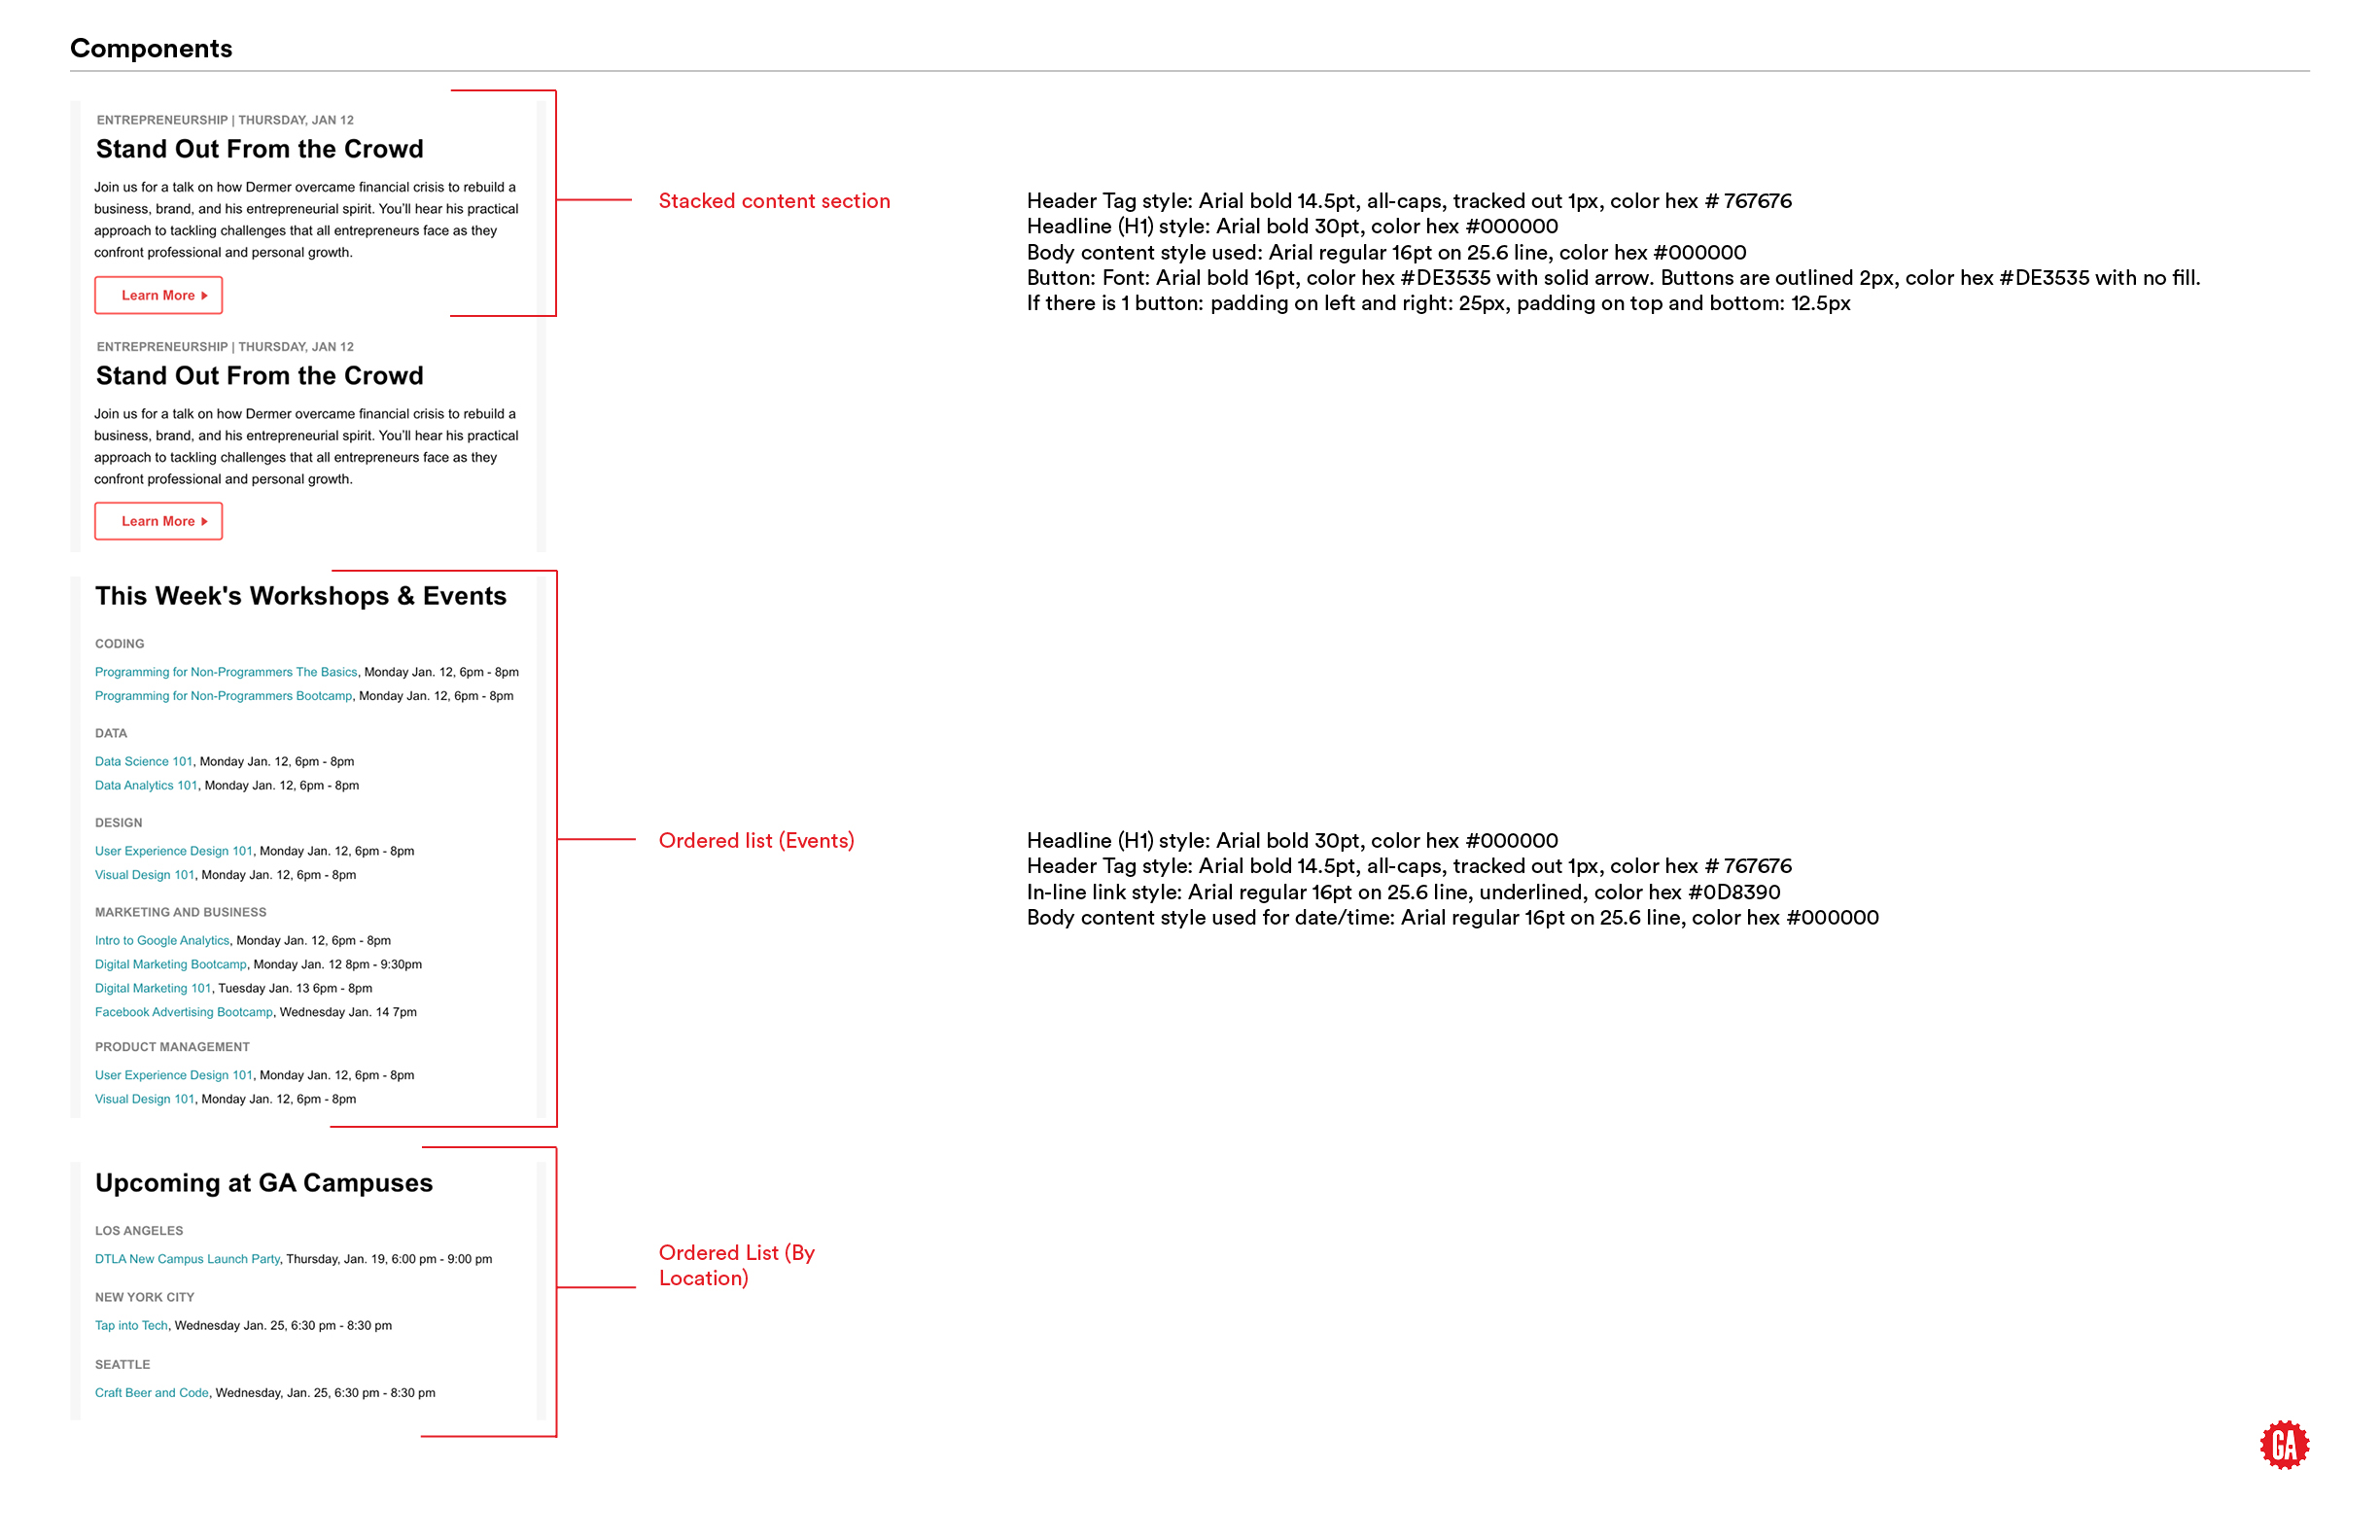 Components
ENTREPRENEURSHIP | THURSDAY, JAN 12
Stand Out From the Crowd
Join us for a talk on how Dermer overcame financial crisis to rebuild a
business, brand, and his entrepreneurial spirit. You'll hear his practical
approach to tackling challenges that all entrepreneurs face as they
confront professional and personal growth.
Learn More
Stacked content section
Header Tag style: Arial bold 14.5pt, all-caps, tracked out 1px, color hex # 767676
Headline (H1) style: Arial bold 30pt, color hex #000000
Body content style used: Arial regular 16pt on 25.6 line, color hex #000000
Button: Font: Arial bold 16pt, color hex #DE3535 with solid arrow. Buttons are outlined 2px, color hex #DE3535 with no fill.
If there is 1 button: padding on left and right: 25px, padding on top and bottom: 12.5px
ENTREPRENEURSHIP | THURSDAY, JAN 12
Stand Out From the Crowd
Join us for a talk on how Dermer overcame financial crisis to rebuild a
business, brand, and his entrepreneurial spirit. You'll hear his practical
approach to tackling challenges that all entrepreneurs face as they
confront professional and personal growth.
Learn More
This Week's Workshops & Events
CODING
Programming for Non-Programmers The Basics, Monday Jan. 12, 6pm - 8pm
Programming for Non-Programmers Bootcamp, Monday Jan. 12, 6pm - 8pm
DATA
Data Science 101, Monday Jan. 12, 6pm - 8pm
Data Analytics 101, Monday Jan. 12, 6pm - 8pm
DESIGN
User Experience Design 101, Monday Jan. 12, 6pm - 8pm
Visual Design 101, Monday Jan. 12, 6pm - 8pm
MARKETING AND BUSINESS
Intro to Google Analytics, Monday Jan. 12, 6pm - 8pm
Digital Marketing Bootcamp, Monday Jan. 12 8pm - 9:30pm
Digital Marketing 101, Tuesday Jan. 13 6pm - 8pm
Facebook Advertising Bootcamp, Wednesday Jan. 14 7pm
PRODUCT MANAGEMENT
User Experience Design 101, Monday Jan. 12, 6pm - 8pm
Visual Design 101, Monday Jan. 12, 6pm - 8pm
Ordered list (Events)
Headline (H1) style: Arial bold 30pt, color hex #000000
Header Tag style: Arial bold 14.5pt, all-caps, tracked out 1px, color hex # 767676
In-line link style: Arial regular 16pt on 25.6 line, underlined, color hex #0D8390
Body content style used for date/time: Arial regular 16pt on 25.6 line, color hex #000000
Upcoming at GA Campuses
LOS ANGELES
DTLA New Campus Launch Party, Thursday, Jan. 19, 6:00 pm - 9:00 pm
NEW YORK CITY
Tap into Tech, Wednesday Jan. 25, 6:30 pm - 8:30 pm
SEATTLE
Craft Beer and Code, Wednesday, Jan. 25, 6:30 pm - 8:30 pm
Ordered List (By
Location)
GA